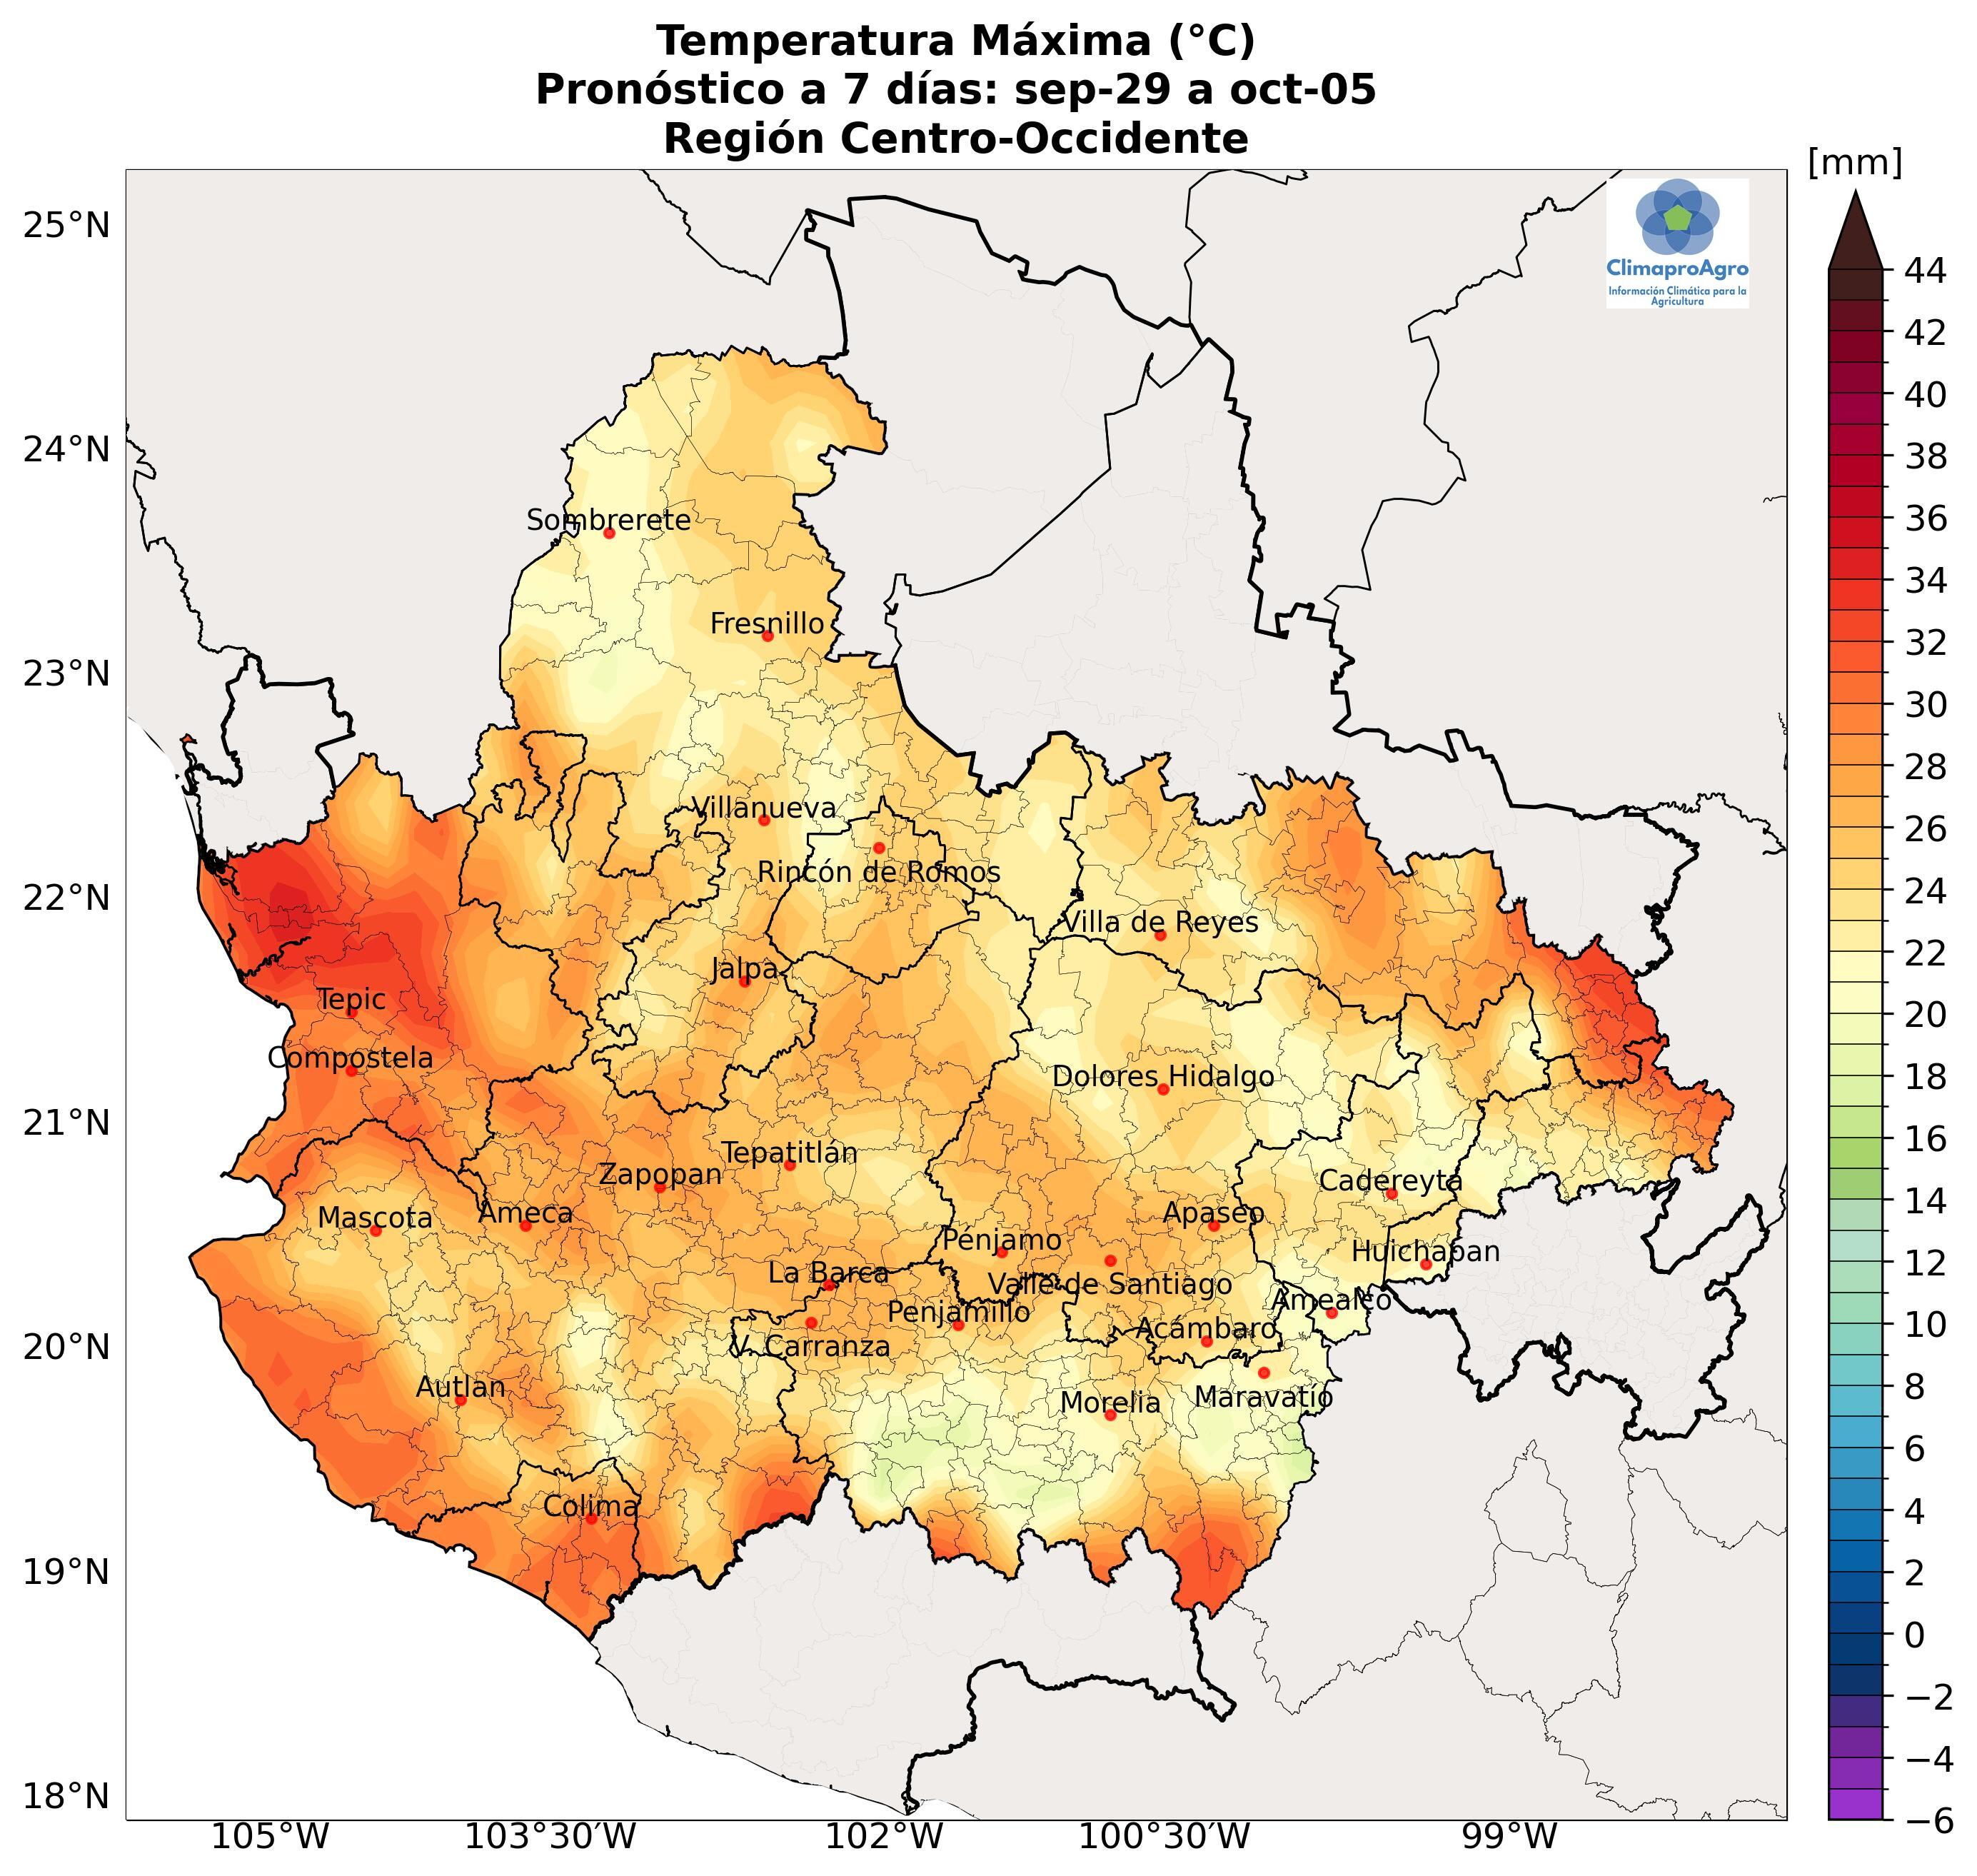 Temperatura Máxima (°C)
Pronóstico a 7 días: sep-29 a oct-05
Región Centro-Occidente
[mm]
ClimaproAgro
Información Climática para la
Agricultura
25°N
24°N
23°N
22°N
21°N
20°N
19°N
18°N
Sombrerete
Fresnillo
Villanueva
Rincón de Romos
Villa de Reyes
Jalpa
Tepic
Compostela
Dolores Hidalgo
Tepatitlán
Zapopan
Cadereyta
Mascota
Ameca
Apaseo
Pénjamo
Huichapan
La Barca
Valle de Santiago
Amealco
Penjamillo
Acámbaro
V. Carranza
Autlan
Morelia
Maravatío
Colima
105°W
103°30′W
102°W
100°30′W
99°W
44
42
40
38
36
34
32
30
28
26
24
22
20
18
16
14
12
10
8
6
4
2
0
−2
−4
−6